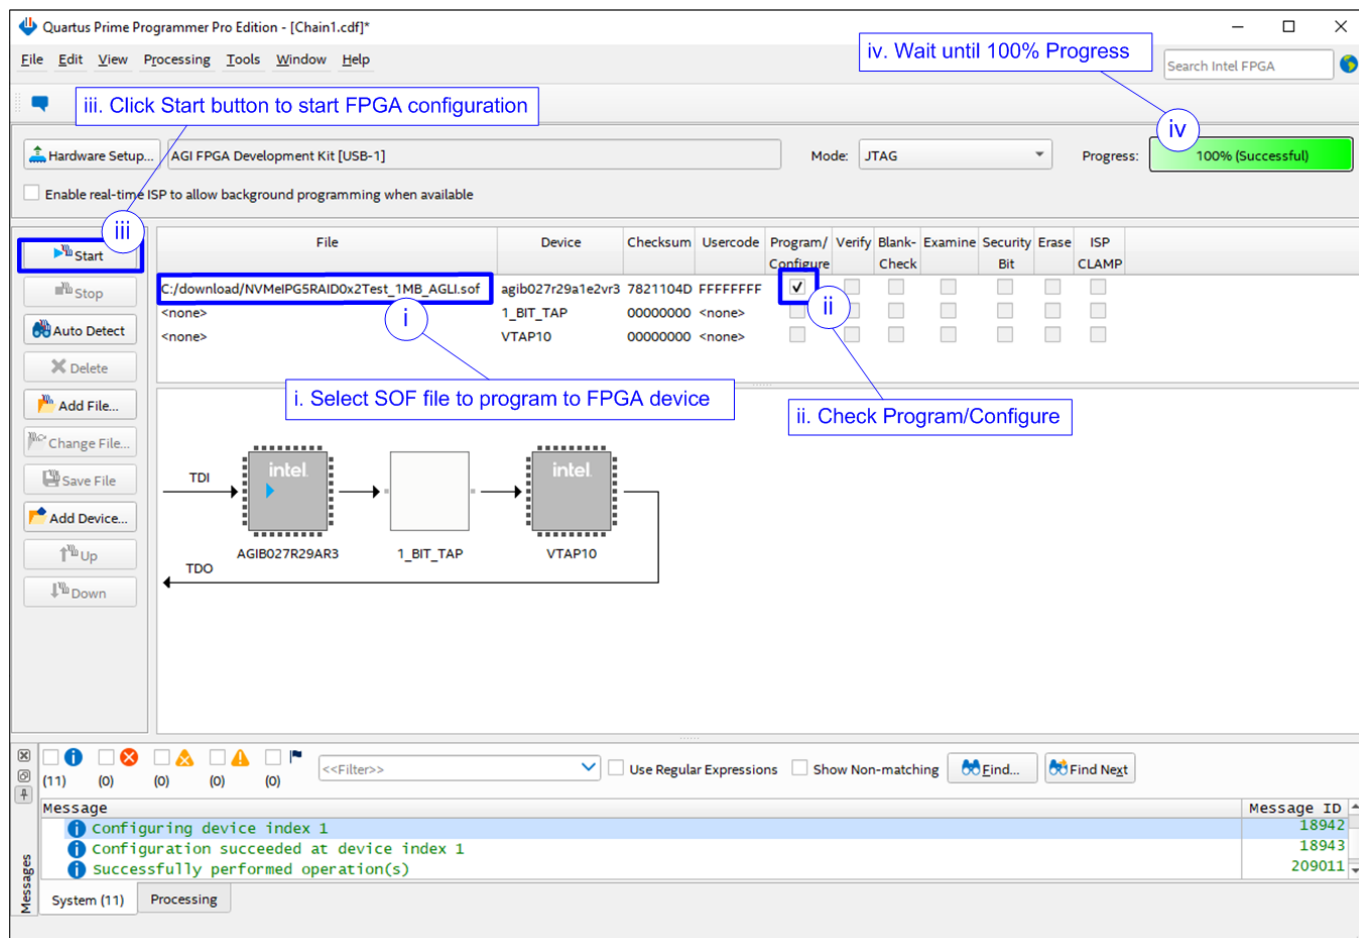 Quartus Prime Programmer Pro Edition - [Chain1.cdf]*
File Edit View Processing Tools Window Help
iv. Wait until 100% Progress
Search Intel FPGA
iii. Click Start button to start FPGA configuration
iv
Hardware Setup... AGI FPGA Development Kit [USB-1] Mode: JTAG Progress: 100% (Successful)
Enable real-time ISP to allow background programming when available
iii
Start
Stop
Auto Detect
Delete
Add File...
Change File...
Save File
Add Device...
Up
Down
File Device Checksum Usercode Program/Configure Verify Blank-Check Examine Security Bit Erase ISP CLAMP
C:/download/NVMeIPG5RAID0x2Test_1MB_AGLI.sof agib027r29a1e2vr3 7821104D FFFFFFFF
<none> 1_BIT_TAP 00000000 <none>
<none> VTAP10 00000000 <none>
i
ii
i. Select SOF file to program to FPGA device
ii. Check Program/Configure
intel intel
TDI
AGIB027R29AR3 1_BIT_TAP VTAP10
TDO
(11) (0) (0) (0) (0)
<<Filter>> Use Regular Expressions Show Non-matching Find... Find Next
Message Message ID
Configuring device index 1 18942
Configuration succeeded at device index 1 18943
Successfully performed operation(s) 209011
Messages
System (11) Processing